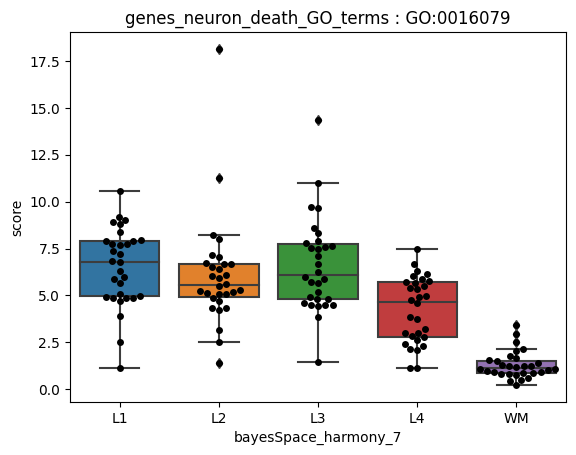 genes_neuron_death_GO_terms : GO:0016079
score
17.5
15.0
12.5
10.0
7.5
5.0
2.5
0.0
L1 L2 L3 L4 WM
bayesSpace_harmony_7